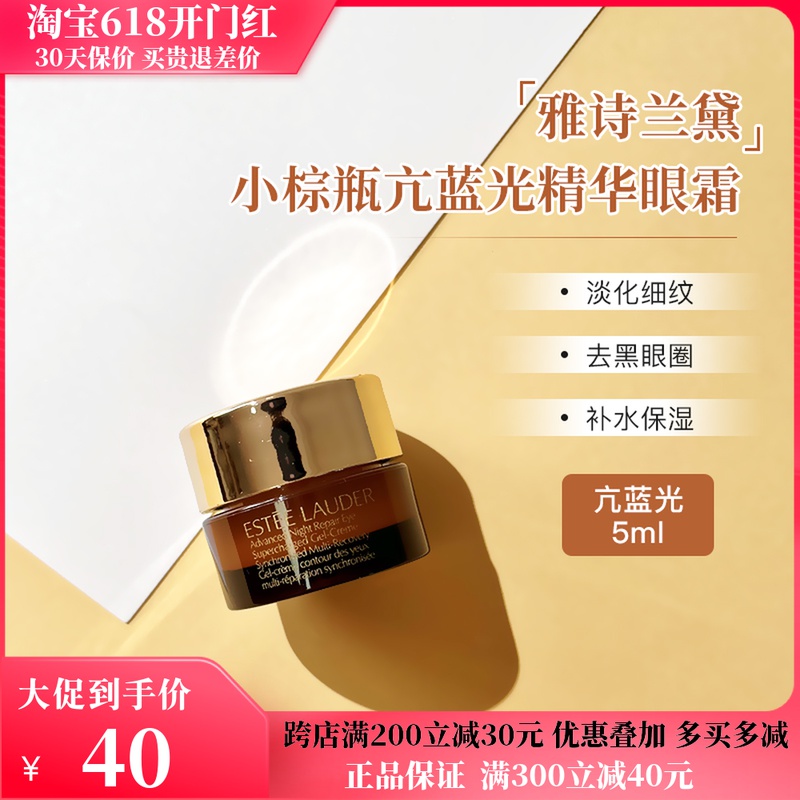 淘宝618开门红
30天保价 买贵退差价
「雅诗兰黛」
小棕瓶亢蓝光精华眼霜
• 淡化细纹
• 去黑眼圈
• 补水保湿
亢蓝光
5ml
ESTĒE LAUDER
Advanced Night Repair Eye
Supercharged Gel-Creme
Synchronized Multi-Recovery
Gel-crème contour des yeux
multi-réparation synchronisée
大促到手价
¥ 40
跨店满200立减30元 优惠叠加 多买多减
正品保证 满300立减40元